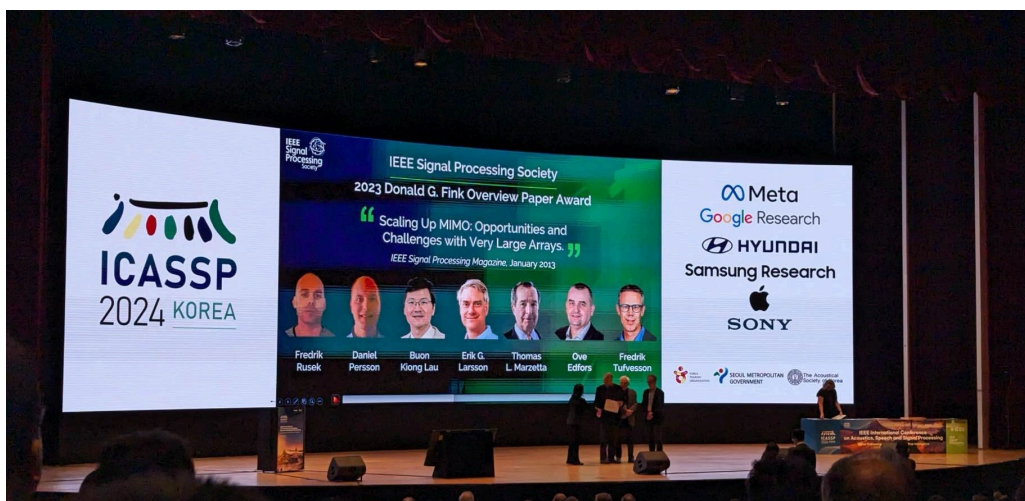 ICASSP
2024 KOREA
IEEE
Signal
Processing
Society
IEEE Signal Processing Society
2023 Donald G. Fink Overview Paper Award
“ Scaling Up MIMO: Opportunities and
Challenges with Very Large Arrays. ”
IEEE Signal Processing Magazine, January 2013
Fredrik
Rusek
Daniel
Persson
Buon
Kiong Lau
Erik G.
Larsson
Thomas
L. Marzetta
Ove
Edfors
Fredrik
Tufvesson
Meta
Google Research
HYUNDAI
Samsung Research
SONY
SEOUL METROPOLITAN
GOVERNMENT
The Acoustical
Society of Korea
ICASSP
IEEE International Conference
on Acoustics, Speech and Signal Processing